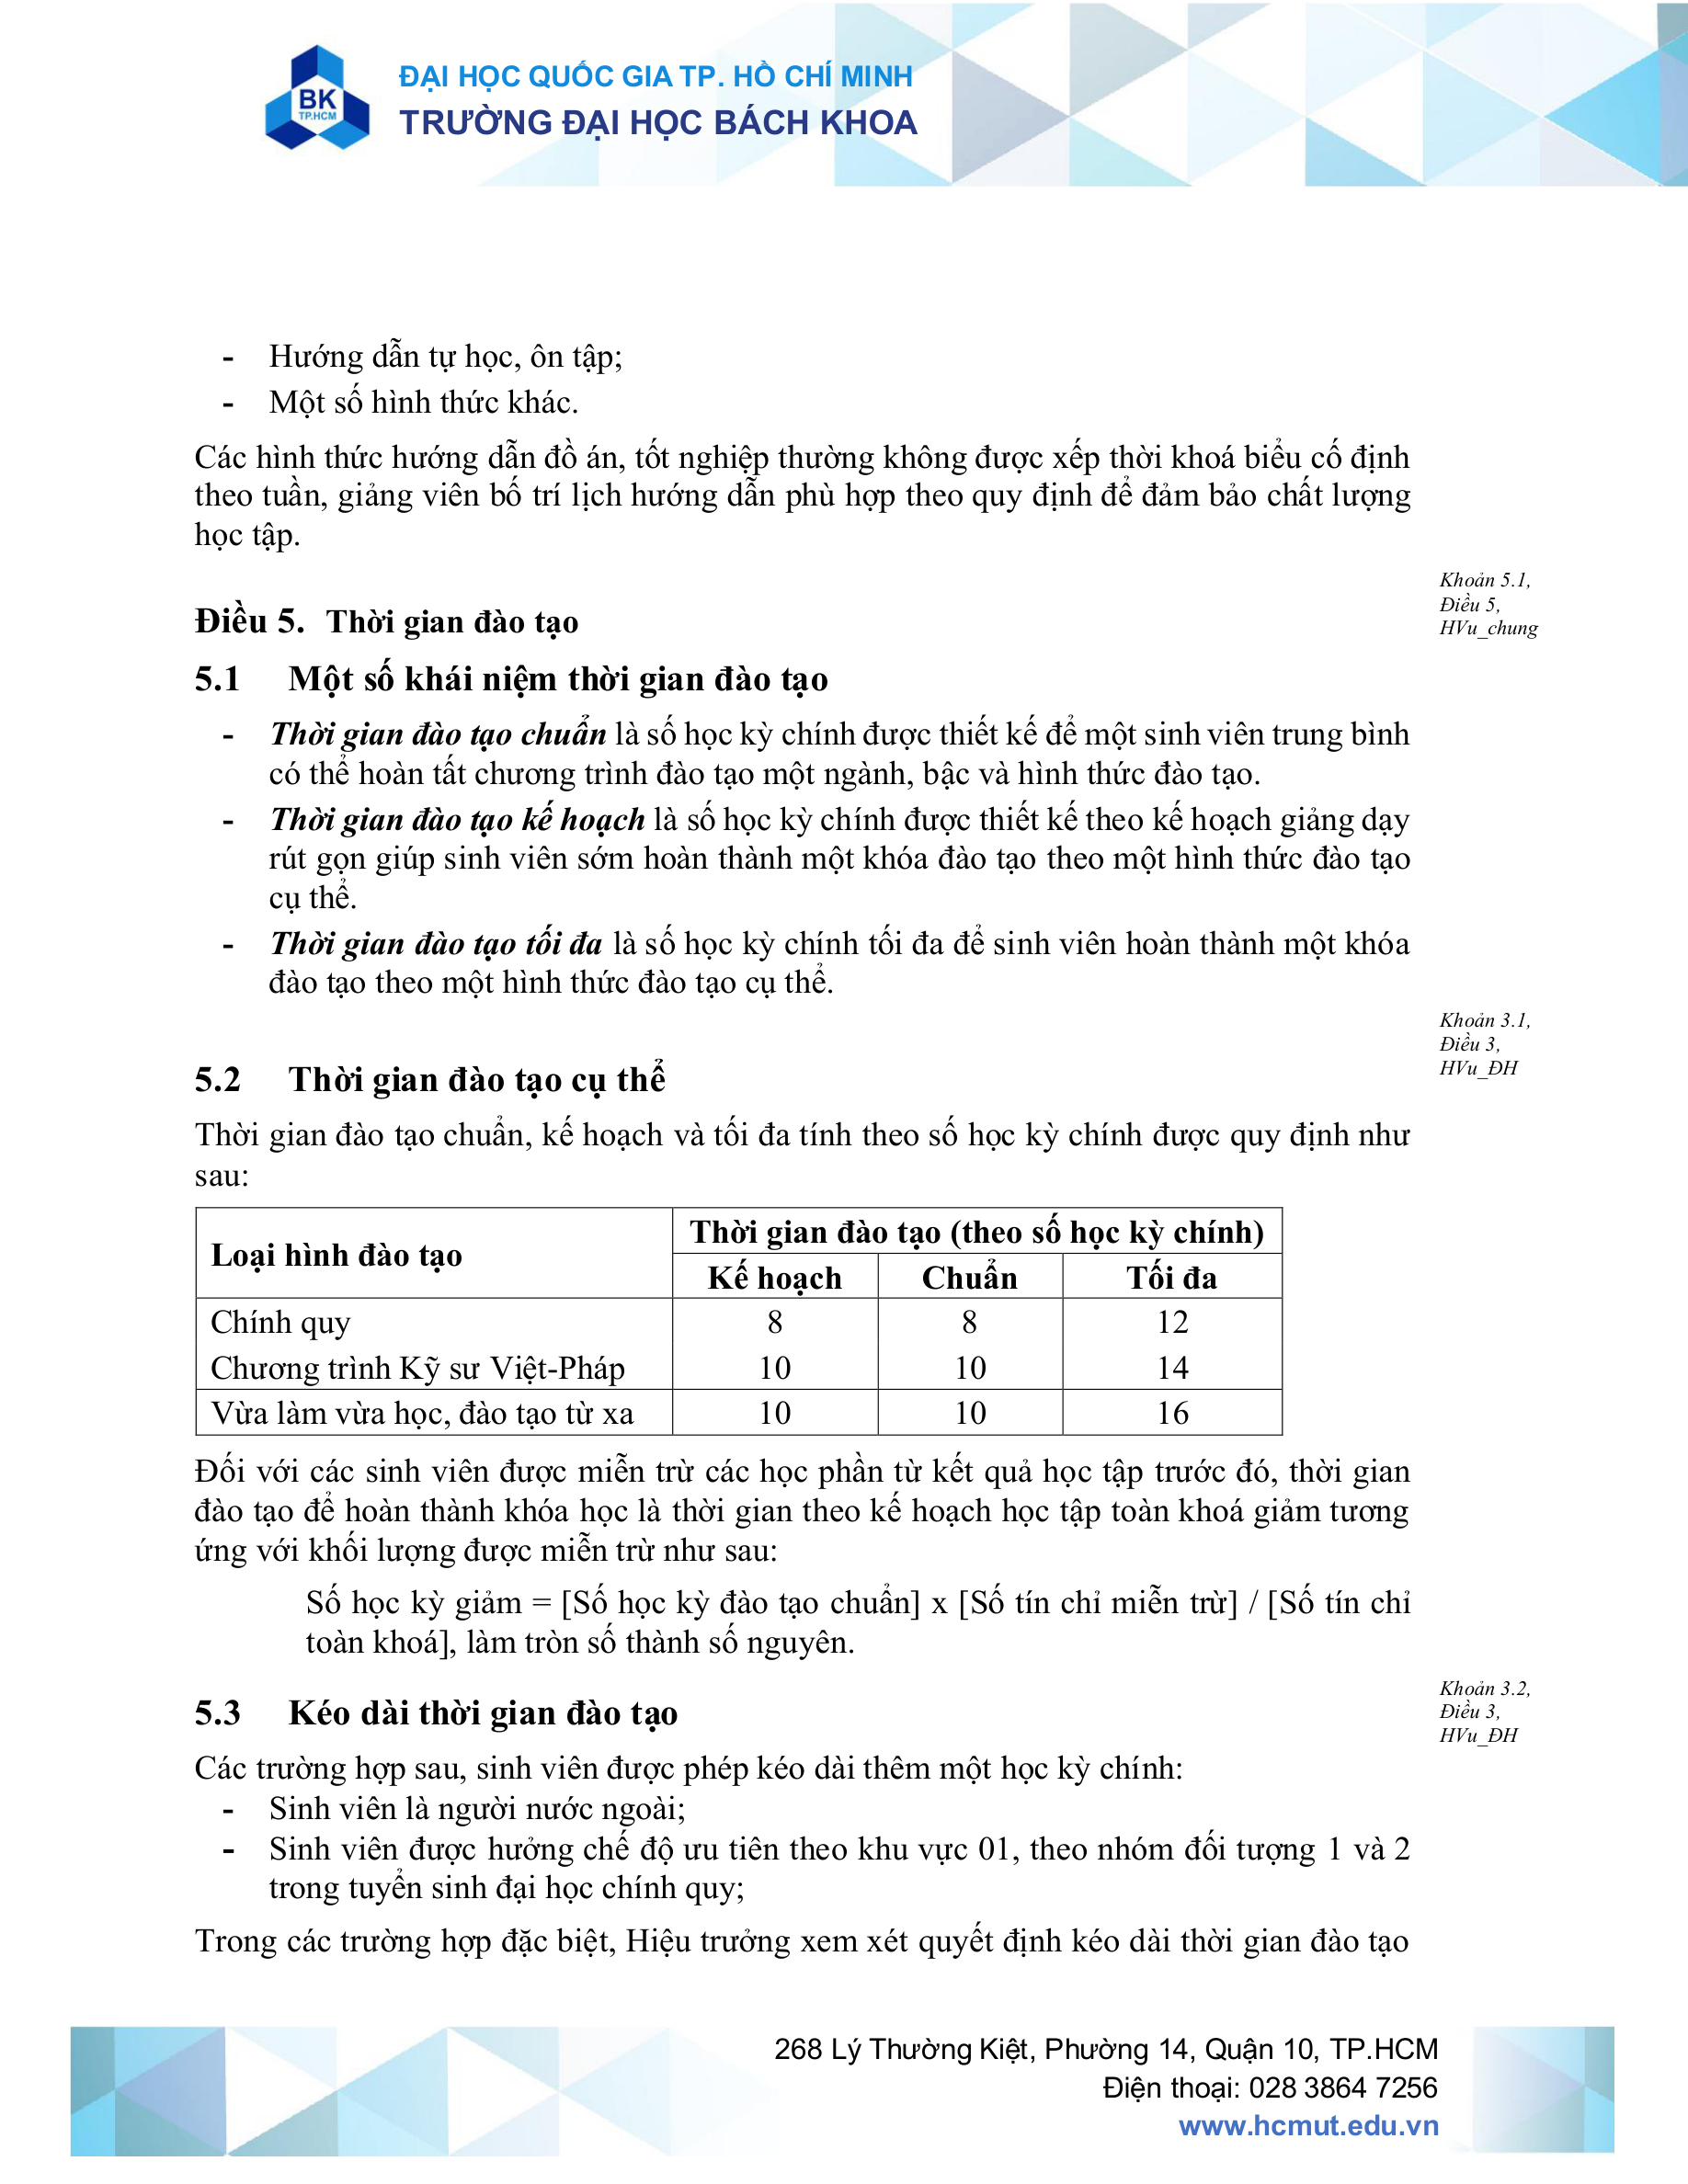 BK
TP.HCM
ĐẠI HỌC QUỐC GIA TP. HỒ CHÍ MINH
TRƯỜNG ĐẠI HỌC BÁCH KHOA
- Hướng dẫn tự học, ôn tập;
- Một số hình thức khác.
Các hình thức hướng dẫn đồ án, tốt nghiệp thường không được xếp thời khoá biểu cố định
theo tuần, giảng viên bố trí lịch hướng dẫn phù hợp theo quy định để đảm bảo chất lượng
học tập.
Khoản 5.1,
Điều 5,
HVu_chung
Điều 5. Thời gian đào tạo
5.1 Một số khái niệm thời gian đào tạo
- Thời gian đào tạo chuẩn là số học kỳ chính được thiết kế để một sinh viên trung bình
có thể hoàn tất chương trình đào tạo một ngành, bậc và hình thức đào tạo.
- Thời gian đào tạo kế hoạch là số học kỳ chính được thiết kế theo kế hoạch giảng dạy
rút gọn giúp sinh viên sớm hoàn thành một khóa đào tạo theo một hình thức đào tạo
cụ thể.
- Thời gian đào tạo tối đa là số học kỳ chính tối đa để sinh viên hoàn thành một khóa
đào tạo theo một hình thức đào tạo cụ thể.
Khoản 3.1,
Điều 3,
HVu_ĐH
5.2 Thời gian đào tạo cụ thể
Thời gian đào tạo chuẩn, kế hoạch và tối đa tính theo số học kỳ chính được quy định như
sau:
Loại hình đào tạo
Thời gian đào tạo (theo số học kỳ chính)
Kế hoạch Chuẩn Tối đa
Chính quy 8 8 12
Chương trình Kỹ sư Việt-Pháp 10 10 14
Vừa làm vừa học, đào tạo từ xa 10 10 16
Đối với các sinh viên được miễn trừ các học phần từ kết quả học tập trước đó, thời gian
đào tạo để hoàn thành khóa học là thời gian theo kế hoạch học tập toàn khoá giảm tương
ứng với khối lượng được miễn trừ như sau:
Số học kỳ giảm = [Số học kỳ đào tạo chuẩn] x [Số tín chỉ miễn trừ] / [Số tín chỉ
toàn khoá], làm tròn số thành số nguyên.
Khoản 3.2,
Điều 3,
HVu_ĐH
5.3 Kéo dài thời gian đào tạo
Các trường hợp sau, sinh viên được phép kéo dài thêm một học kỳ chính:
- Sinh viên là người nước ngoài;
- Sinh viên được hưởng chế độ ưu tiên theo khu vực 01, theo nhóm đối tượng 1 và 2
trong tuyển sinh đại học chính quy;
Trong các trường hợp đặc biệt, Hiệu trưởng xem xét quyết định kéo dài thời gian đào tạo
268 Lý Thường Kiệt, Phường 14, Quận 10, TP.HCM
Điện thoại: 028 3864 7256
www.hcmut.edu.vn